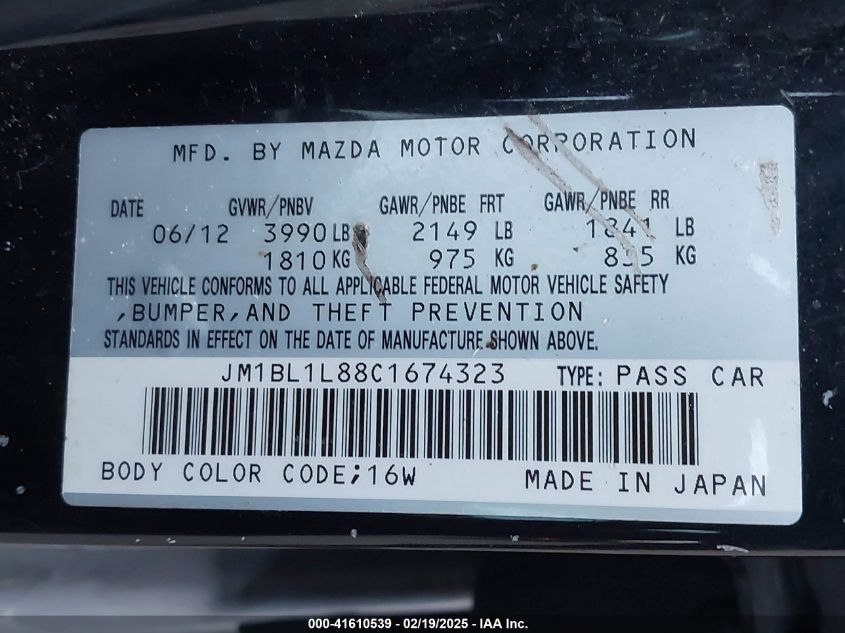 MFD. BY MAZDA MOTOR CORPORATION
DATE GVWR/PNBV GAWR/PNBE FRT GAWR/PNBE RR
06/12 3990 LB 2149 LB 1841 LB
1810 KG 975 KG 835 KG
THIS VEHICLE CONFORMS TO ALL APPLICABLE FEDERAL MOTOR VEHICLE SAFETY
,BUMPER,AND THEFT PREVENTION
STANDARDS IN EFFECT ON THE DATE OF MANUFACTURE SHOWN ABOVE.
JM1BL1L88C1674323 TYPE: PASS CAR
BODY COLOR CODE;16W MADE IN JAPAN
000-41610539 - 02/19/2025 - IAA Inc.